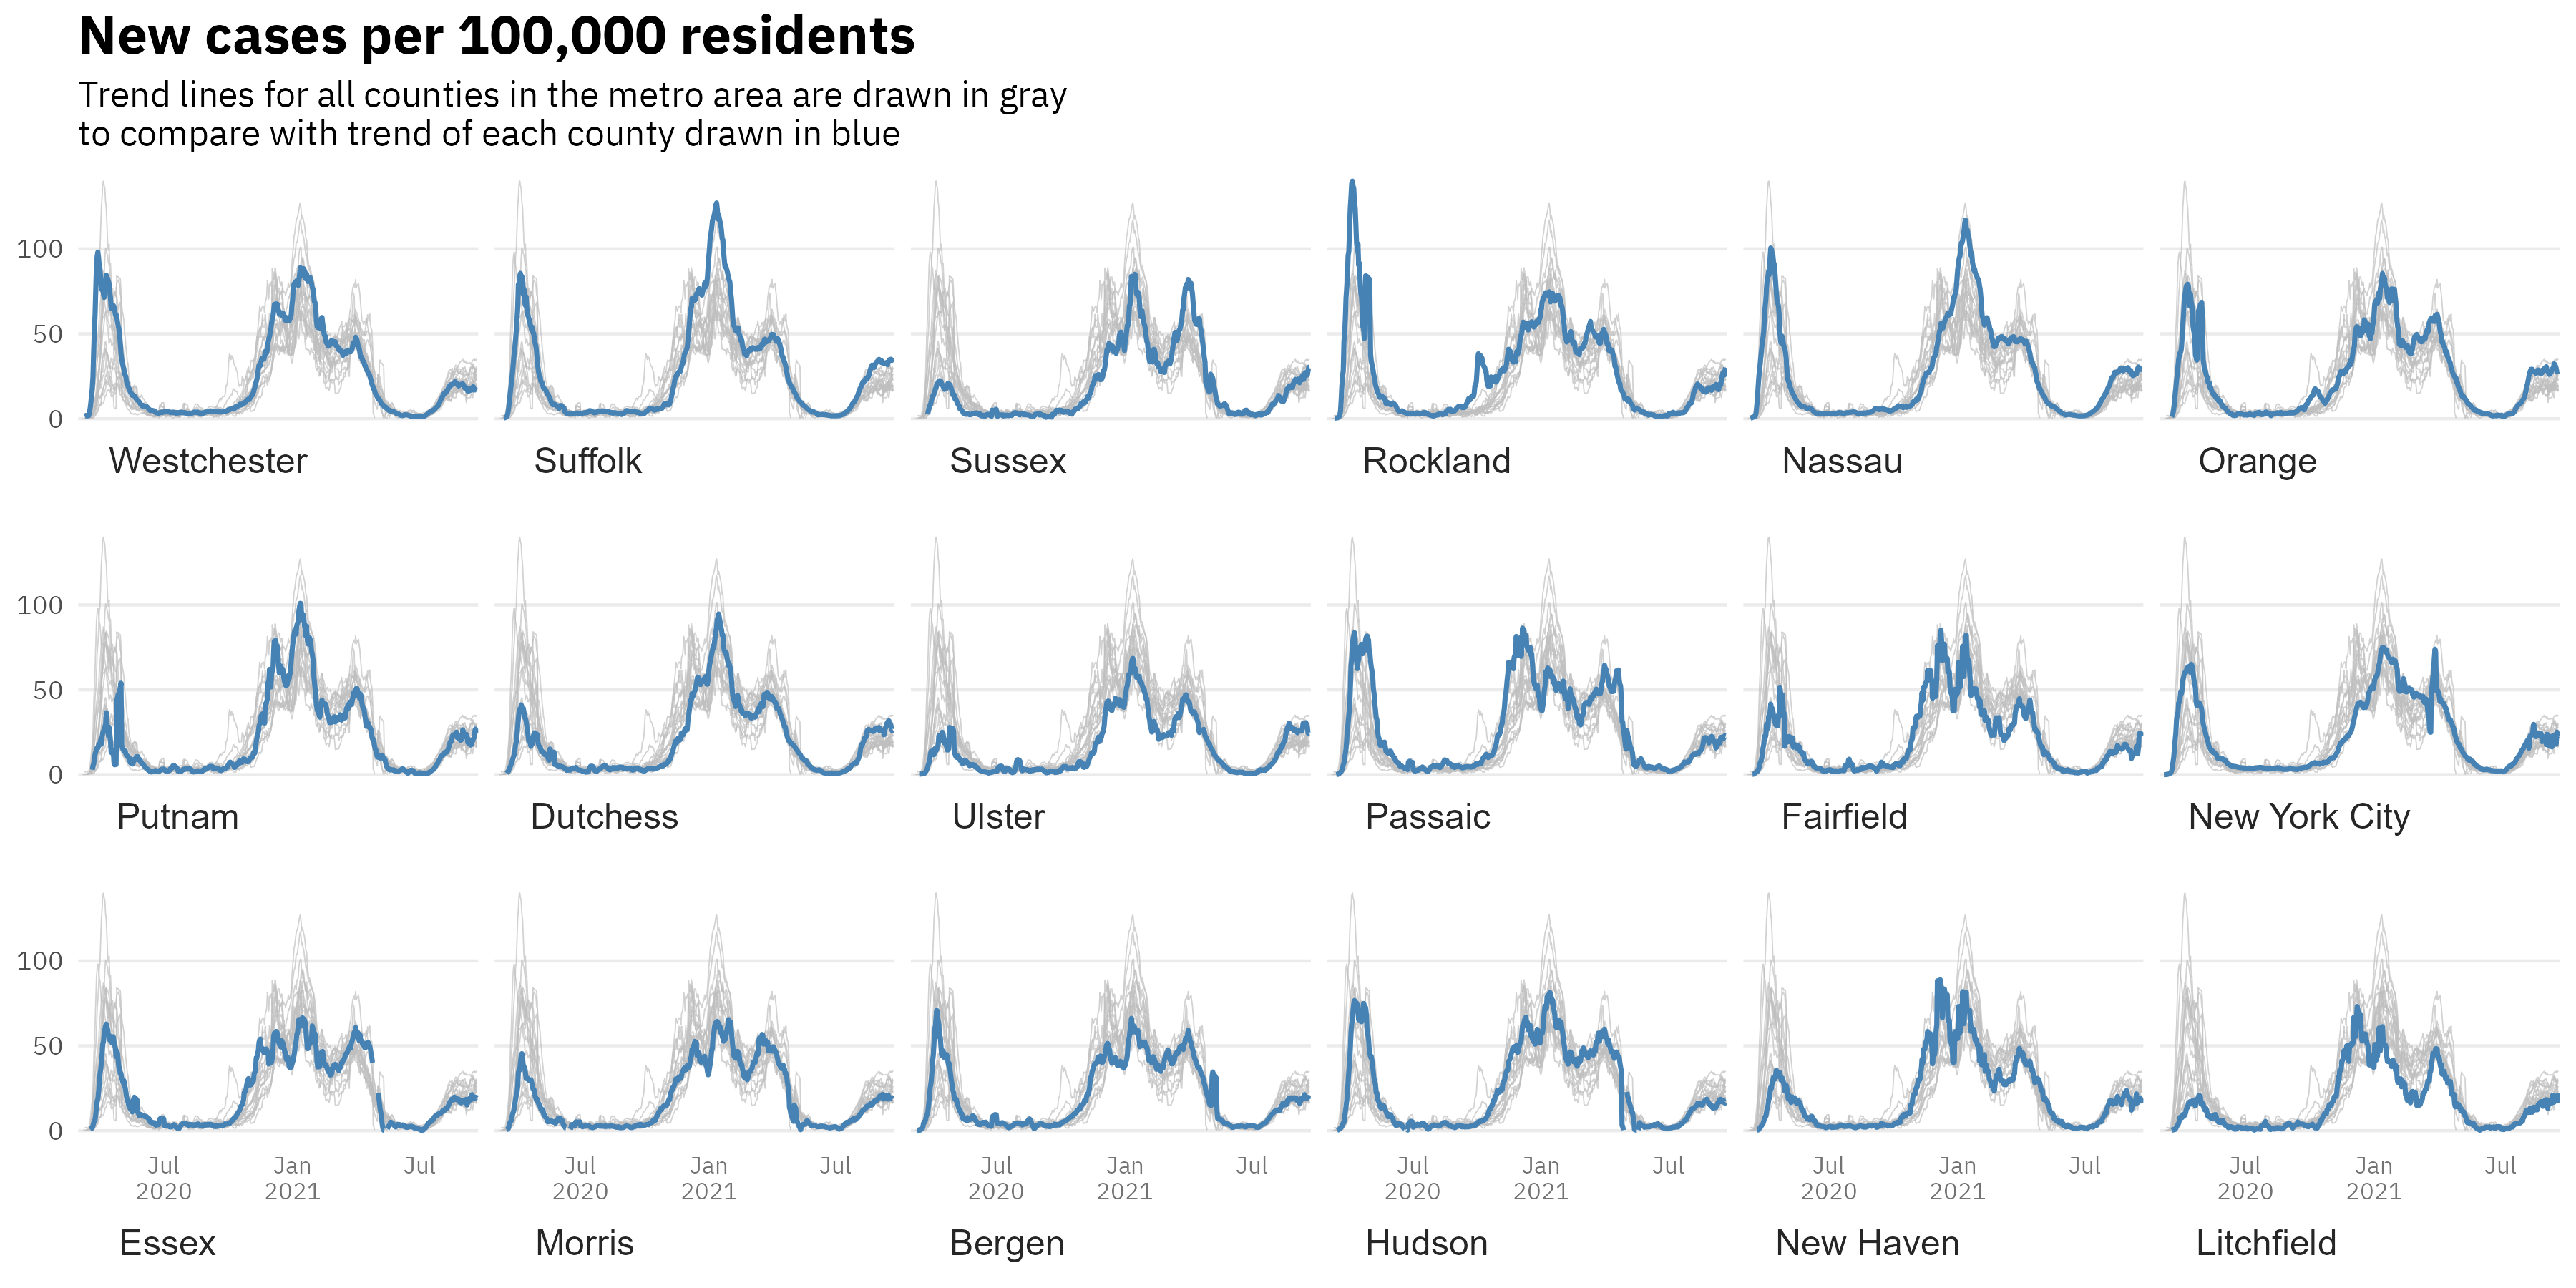 New cases per 100,000 residents
Trend lines for all counties in the metro area are drawn in gray
to compare with trend of each county drawn in blue
100
50
0
Westchester
Suffolk
Sussex
Rockland
Nassau
Orange
100
50
0
Putnam
Dutchess
Ulster
Passaic
Fairfield
New York City
100
50
0
Jul
2020
Jan
2021
Jul
Jul
2020
Jan
2021
Jul
Jul
2020
Jan
2021
Jul
Jul
2020
Jan
2021
Jul
Jul
2020
Jan
2021
Jul
Jul
2020
Jan
2021
Jul
Essex
Morris
Bergen
Hudson
New Haven
Litchfield